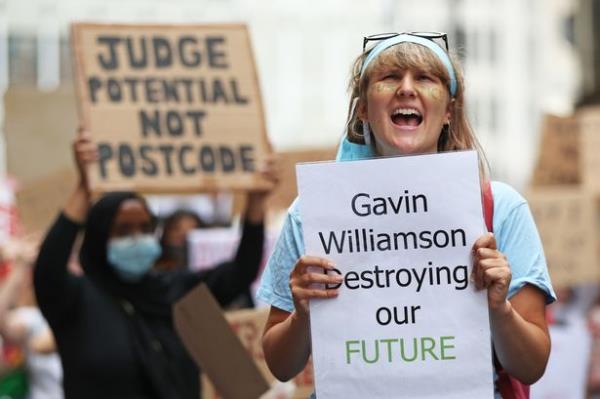 JUDGE
POTENTIAL
NOT
POSTCODE
Gavin
Williamson
Destroying
our
FUTURE